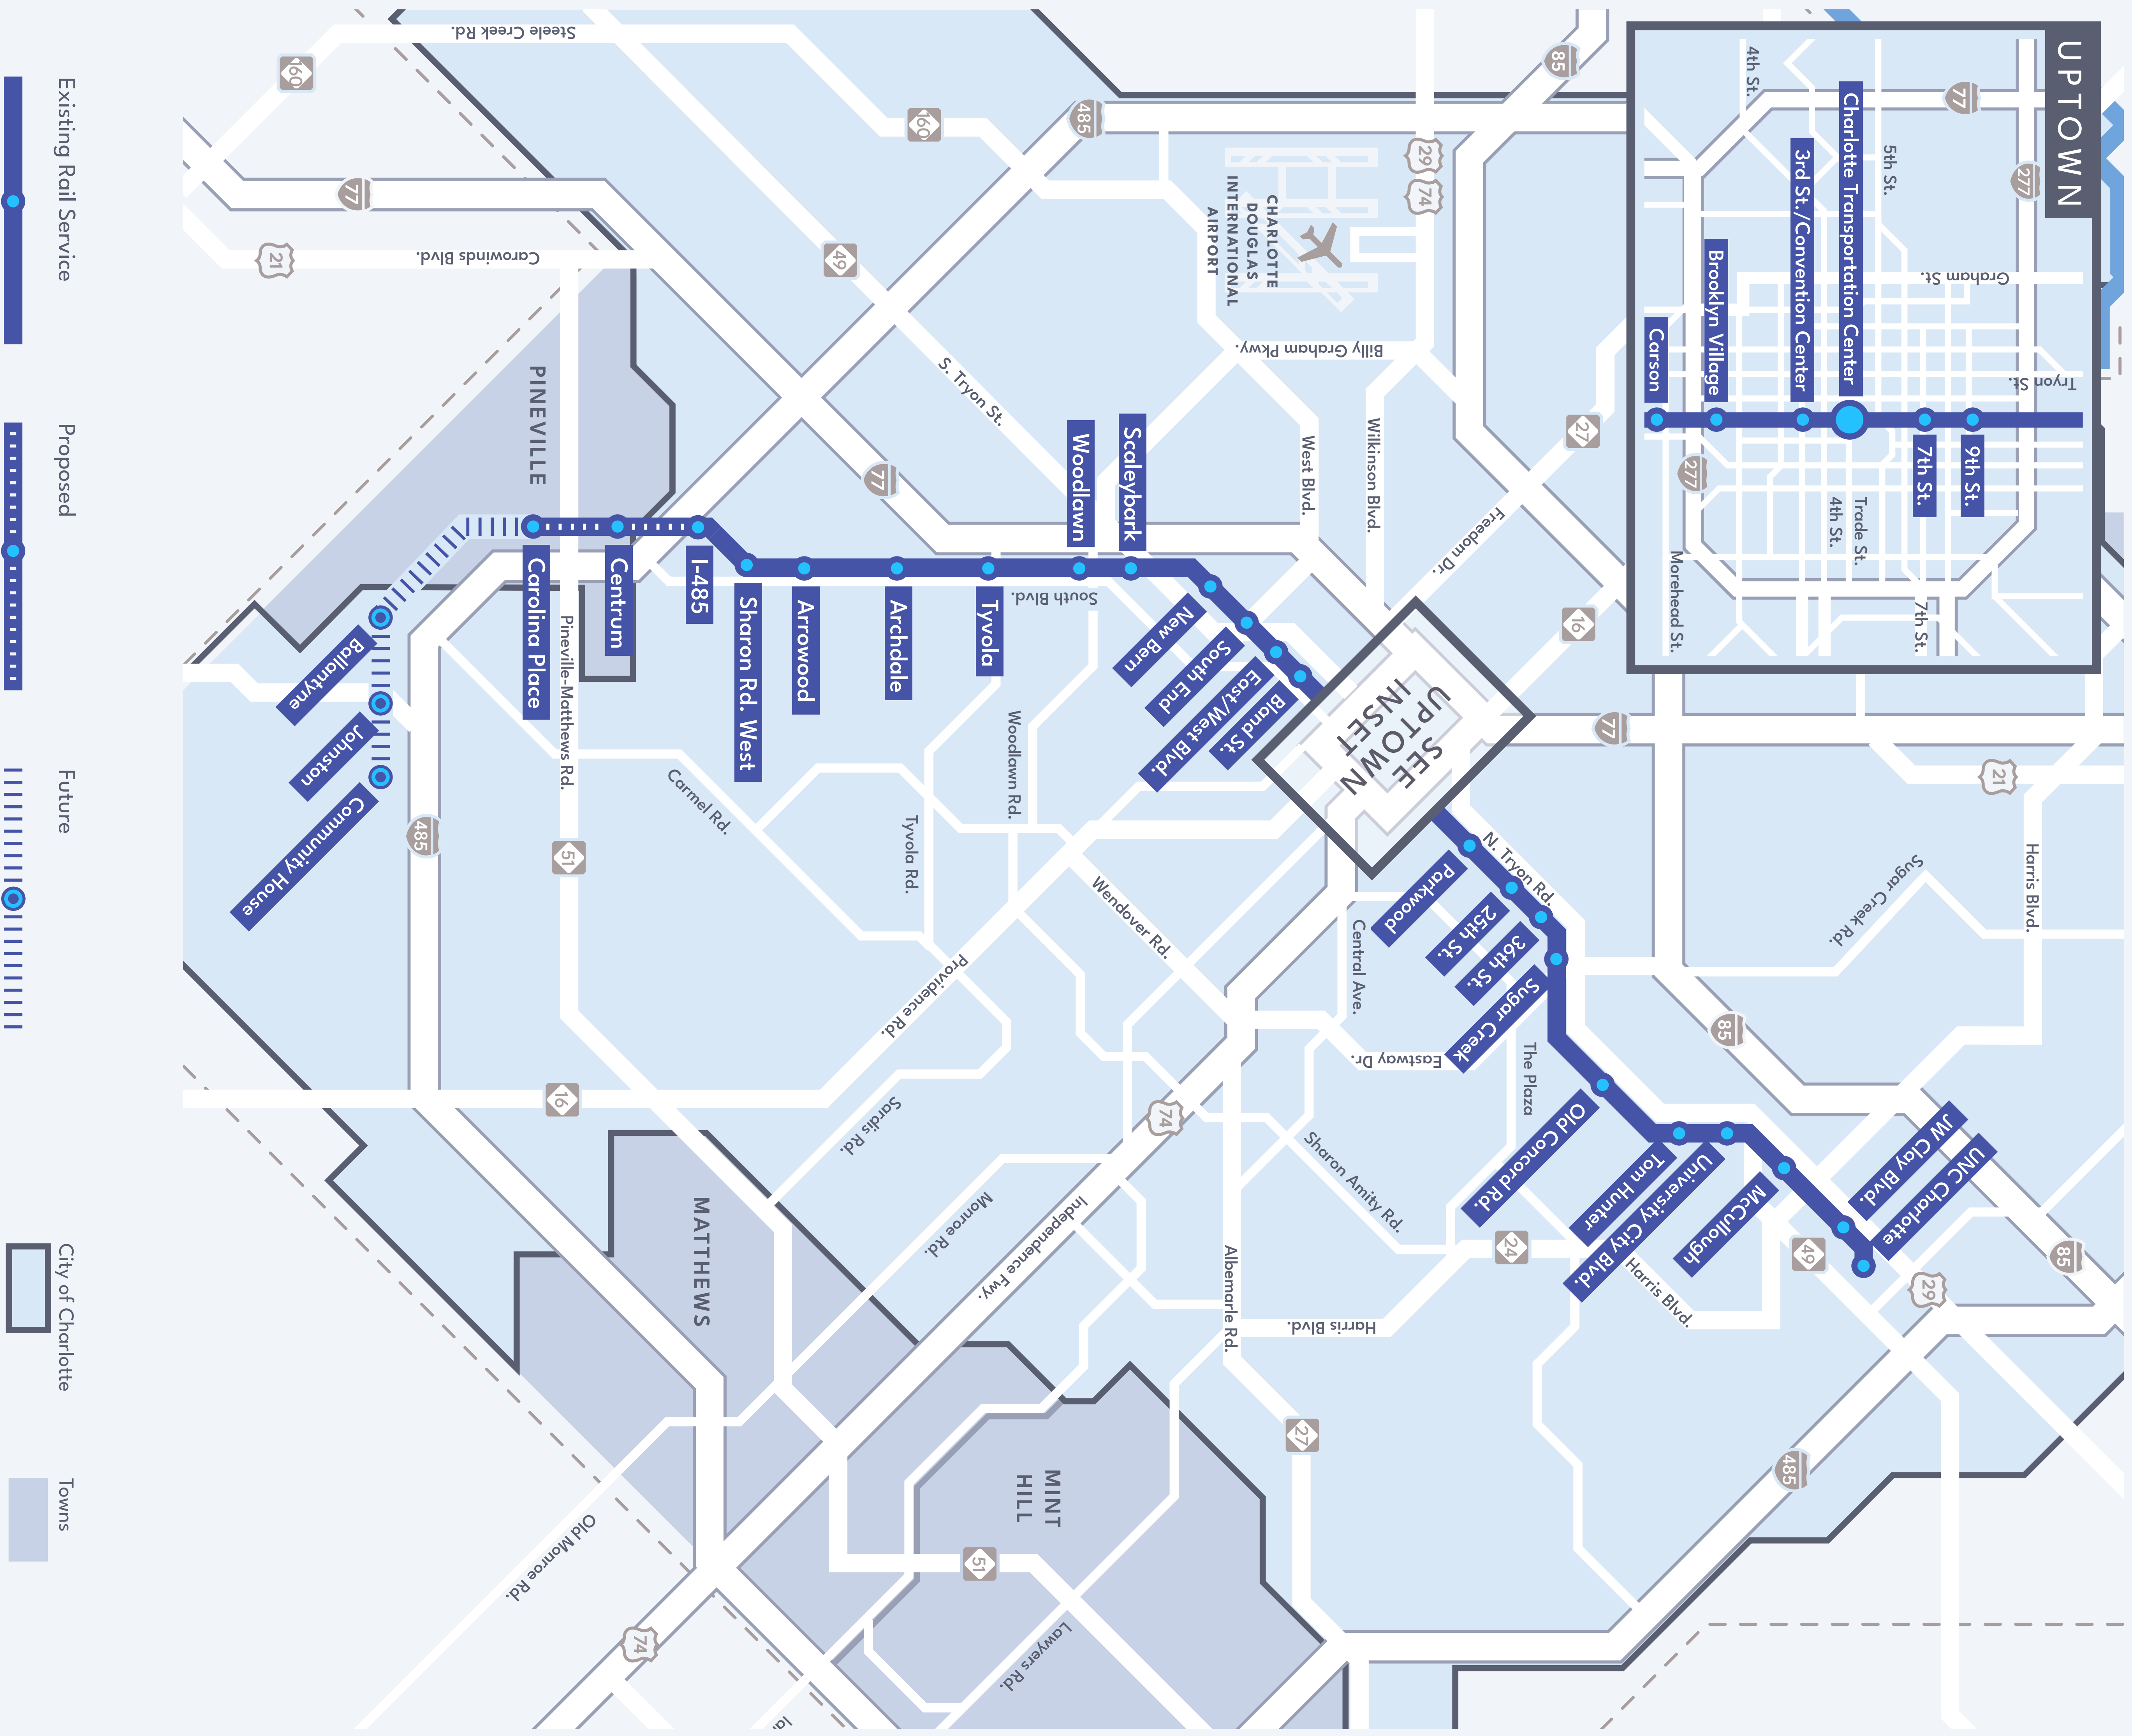 UPTOWN
4th St.
5th St.
77
277
Charlotte Transportation Center
3rd St./Convention Center
Brooklyn Village
Carson
Graham St.
Tryon St.
9th St.
7th St.
277
Trade St.
4th St.
7th St.
Morehead St.
Steele Creek Rd.
160
160
485
85
29
74
77
21
Carowinds Blvd.
49
CHARLOTTE
DOUGLAS
INTERNATIONAL
AIRPORT
Billy Graham Pkwy.
S. Tryon St.
West Blvd.
Wilkinson Blvd.
27
Freedom Dr.
16
77
PINEVILLE
Woodlawn
Scaleybark
I-485
Centrum
Carolina Place
Sharon Rd. West
Arrowood
Archdale
Tyvola
South Blvd.
New Bern
South End
East/West Blvd.
Bland St.
SEE
UPTOWN
INSET
77
21
Ballantyne
Johnston
Community House
Pineville-Matthews Rd.
Carmel Rd.
Woodlawn Rd.
Tyvola Rd.
485
51
Wendover Rd.
Providence Rd.
Central Ave.
N. Tryon Rd.
Parkwood
25th St.
36th St.
Sugar Creek
Sugar Creek Rd.
Harris Blvd.
85
Eastway Dr.
The Plaza
Old Concord Rd.
Tom Hunter
University City Blvd.
McCullough
JW Clay Blvd.
UNC Charlotte
16
Sardis Rd.
74
Sharon Amity Rd.
Monroe Rd.
Independence Fwy.
Albemarle Rd.
24
Harris Blvd.
Harris Blvd.
49
29
85
MATTHEWS
27
485
MINT
HILL
51
Old Monroe Rd.
74
Lawyers Rd.
Existing Rail Service
Proposed
Future
City of Charlotte
Towns